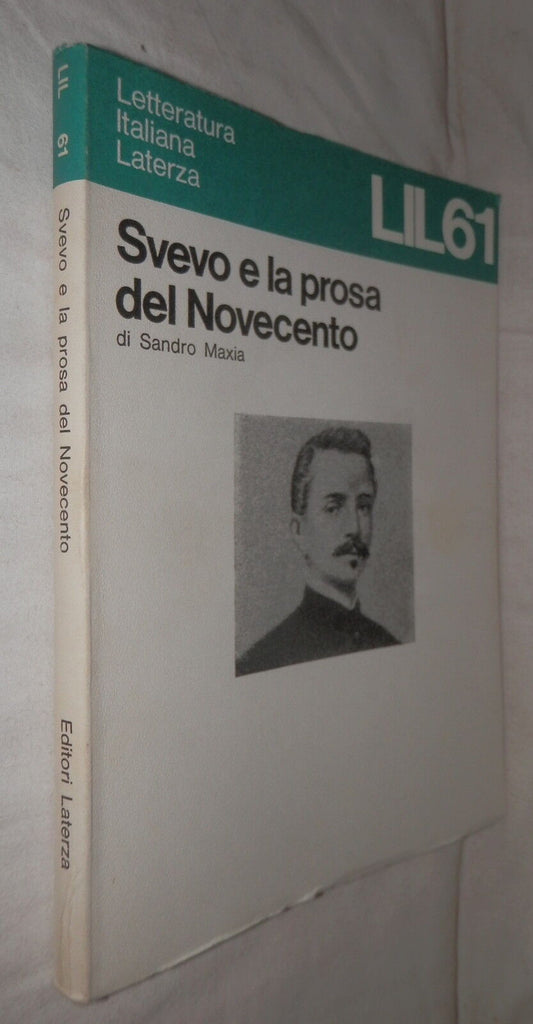 LIL 61
Svevo e la prosa del Novecento
Editori Laterza
Letteratura
Italiana
Laterza
LIL61
Svevo e la prosa
del Novecento
di Sandro Maxia